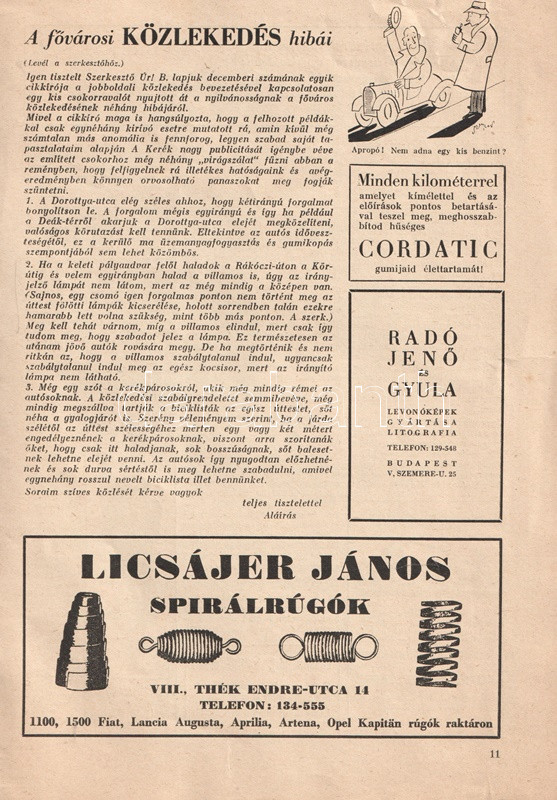 A fővárosi KÖZLEKEDÉS hibái
(Levél a szerkesztőhöz.)
Igen tisztelt Szerkesztő Úr! B. lapjuk decemberi számának egyik
cikkírója a jobboldali közlekedés bevezetésével kapcsolatosan
egy kis csokorravalót nyujtott át a nyilvánosságnak a főváros
közlekedésének néhány hibájáról.
Mivel a cikkíró maga is hangsúlyozta, hogy a felhozott példák-
kal csak egynéhány kirívó esetre mutatott rá, amin kívül még
számtalan más anomália is fennforog, legyen szabad saját ta-
pasztalataim alapján A Kerék nagy publicitását igénybe véve
az említett csokorhoz még néhány „virágszálat" fűzni abban a
reményben, hogy felfigyelnek rá illetékes hatóságaink és avég-
eredményben könnyen orvosolható panaszokat meg fogják
szüntetni.
1. A Dorottya-utca elég széles ahhoz, hogy kétirányú forgalmat
bonyolítson le. A forgalom mégis egyirányú és így ha például
a Deák-térről akarjuk a Dorottya-utca elejét megközelíteni,
valóságos körutazást kell tennünk. Eltekintve az autós idővesz-
teségétől, ez a kerülő ma üzemanyagfogyasztás és gumikopás
szempontjából sem lehet közömbös.
2. Ha a keleti pályaudvar felől haladok a Rákóczi-úton a Kör-
útig és velem egyirányban halad a villamos is, úgy az irány-
jelző lámpát nem látom, mert az még mindig a középen van.
(Sajnos, egy csomó igen forgalmas ponton nem történt meg az
úttest fölötti lámpák kicserélése, holott sorrendben talán ezekre
hamarabb lett volna szükség, mint több más ponton. A szerk.)
Meg kell tehát várnom, míg a villamos elindul, mert csak így
tudom meg, hogy szabadot jelez a lámpa. Ez természetesen az
utánam jövő autók rovására megy. De ha megtörténik és nem
ritkán az, hogy a villamos szabálytalanul indul, ugyancsak
szabálytalanul indul meg az egész kocsisor, mert az irányító
lámpa nem látható.
3. Még egy szót a kerékpárosokról, akik még mindig rémei az
autósoknak. A közlekedési szabályrendeletet semmibevéve, még
mindig megszállva tartják a bicikliták az egész úttestet, sőt
néha a gyalogjárót is. Szerény véleményem szerint, ha a járda
szélétől az úttest szélességéhez mérten egy vagy két métert
engedélyeznének a kerékpárosoknak, viszont arra szorítanák
őket, hogy csak itt haladjanak, sok bosszúságnak, sőt baleset-
nek lehetne elejét venni. Az autósok így nyugodtan előzhetné-
nek és sok durva sértéstől is meg lehetne szabadulni, amivel
egynehány rosszul nevelt biciklista illet bennünket.
Soraim szíves közlését kérve vagyok
teljes tisztelettel
Aláírás
Apropó! Nem adna egy kis benzint?
Minden kilométerrel
amelyet kímélettel és az
előírások pontos betartásá-
val teszel meg, meghosszab-
bítod hűséges
CORDATIC
gumijaid élettartamát!
RADÓ
JENŐ
ÉS
GYULA
LEVONÓKÉPEK
GYÁRTÁSA
LITOGRAFIA
TELEFON: 129-548
BUDAPEST
V, SZEMERE-U. 25
LICSÁJER JÁNOS
SPIRÁLRÚGÓK
VIII., THÉK ENDRE-UTCA 14
TELEFON: 134-555
1100, 1500 Fiat, Lancia Augusta, Aprilia, Artena, Opel Kapitän rúgók raktáron
11